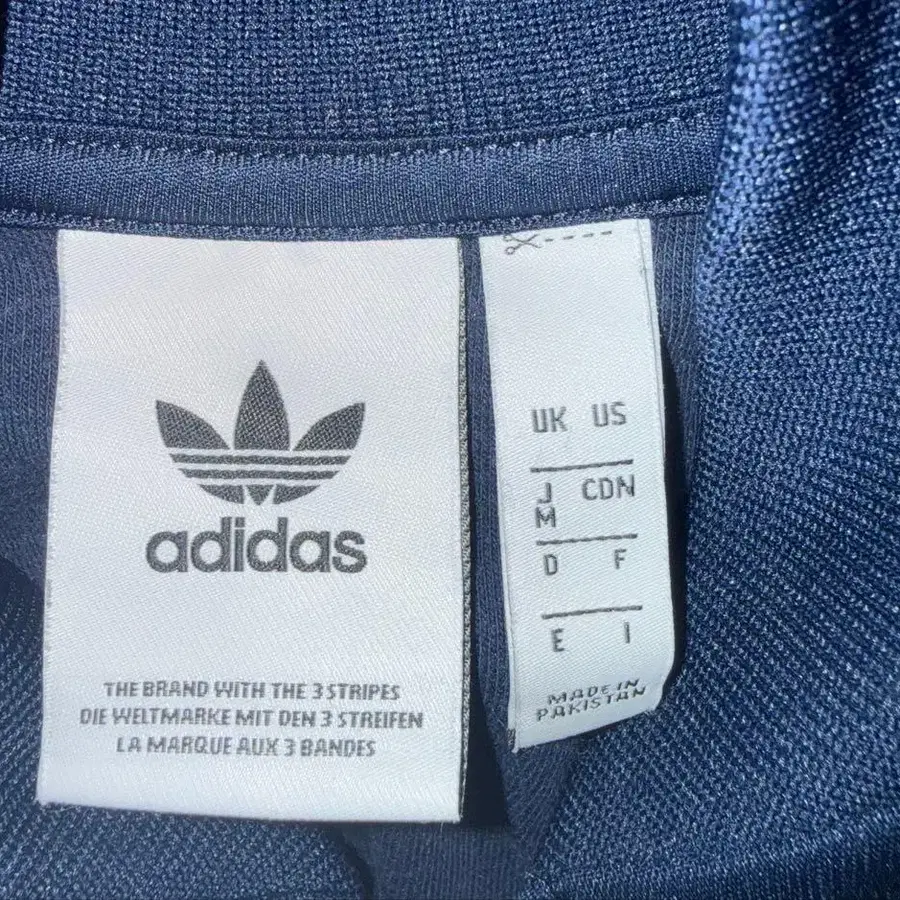 adidas
THE BRAND WITH THE 3 STRIPES
DIE WELTMARKE MIT DEN 3 STREIFEN
LA MARQUE AUX 3 BANDES
UK US
J CDN
M
D F
E I
MADE IN
PAKISTAN